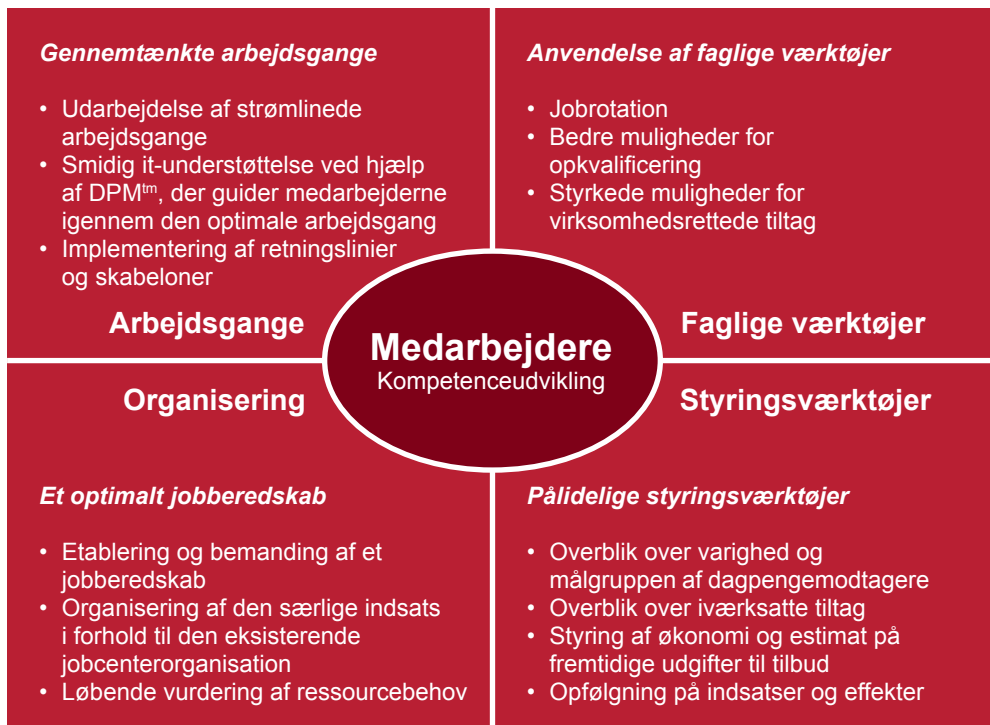 Gennemtænkte arbejdsgange
• Udarbejdelse af strømlinede
arbejdsgange
• Smidig it-understøttelse ved hjælp
af DPMtm, der guider medarbejderne
igennem den optimale arbejdsgang
• Implementering af retningslinier
og skabeloner
Arbejdsgange
Anvendelse af faglige værktøjer
• Jobrotation
• Bedre muligheder for
opkvalificering
• Styrkede muligheder for
virksomhedsrettede tiltag
Faglige værktøjer
Medarbejdere
Kompetenceudvikling
Organisering
Et optimalt jobberedskab
• Etablering og bemanding af et
jobberedskab
• Organisering af den særlige indsats
i forhold til den eksisterende
jobcenterorganisation
• Løbende vurdering af ressourcebehov
Styringsværktøjer
Pålidelige styringsværktøjer
• Overblik over varighed og
målgruppen af dagpengemodtagere
• Overblik over iværksatte tiltag
• Styring af økonomi og estimat på
fremtidige udgifter til tilbud
• Opfølgning på indsatser og effekter